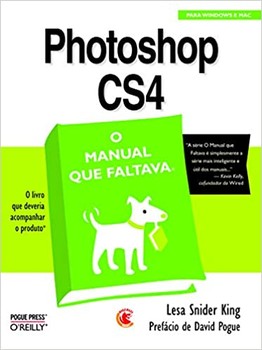 PARA WINDOWS E MAC
Photoshop
CS4
O
MANUAL
QUE FALTAVA®
"A série O Manual que
Faltava é simplesmente a
série mais inteligente e
útil dos manuais..."
— Kevin Kelly,
cofundador da Wired
O livro
que deveria
acompanhar
o produto®
POGUE PRESS™
O'REILLY®
Lesa Snider King
Prefácio de David Pogue